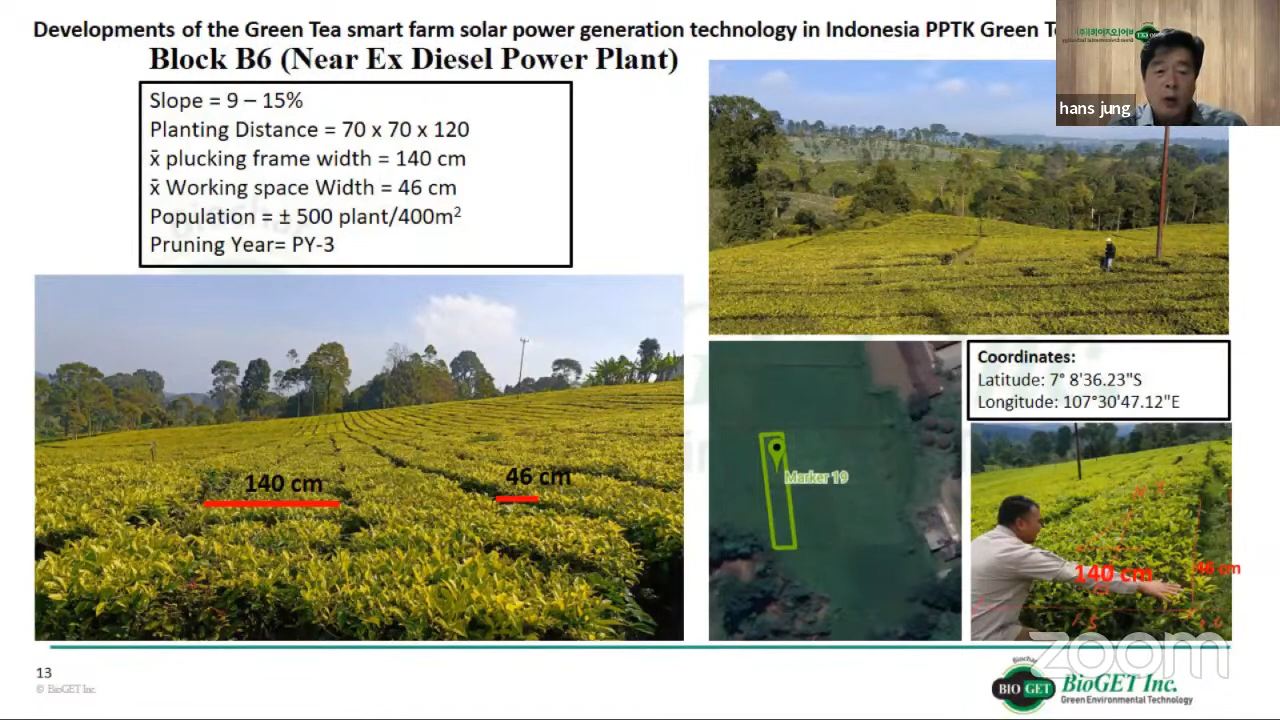 Developments of the Green Tea smart farm solar power generation technology in Indonesia PPTK Green
Block B6 (Near Ex Diesel Power Plant)
Slope = 9 – 15%
Planting Distance = 70 x 70 x 120
x̄ plucking frame width = 140 cm
x̄ Working space Width = 46 cm
Population = ± 500 plant/400m²
Pruning Year= PY-3
hans jung
140 cm
46 cm
Marker 19
Coordinates:
Latitude: 7° 8'36.23"S
Longitude: 107°30'47.12"E
140 cm
46 cm
zoom
13
© BioGET Inc.
Biochar
BIO GET
BioGET Inc.
Green Environmental Technology